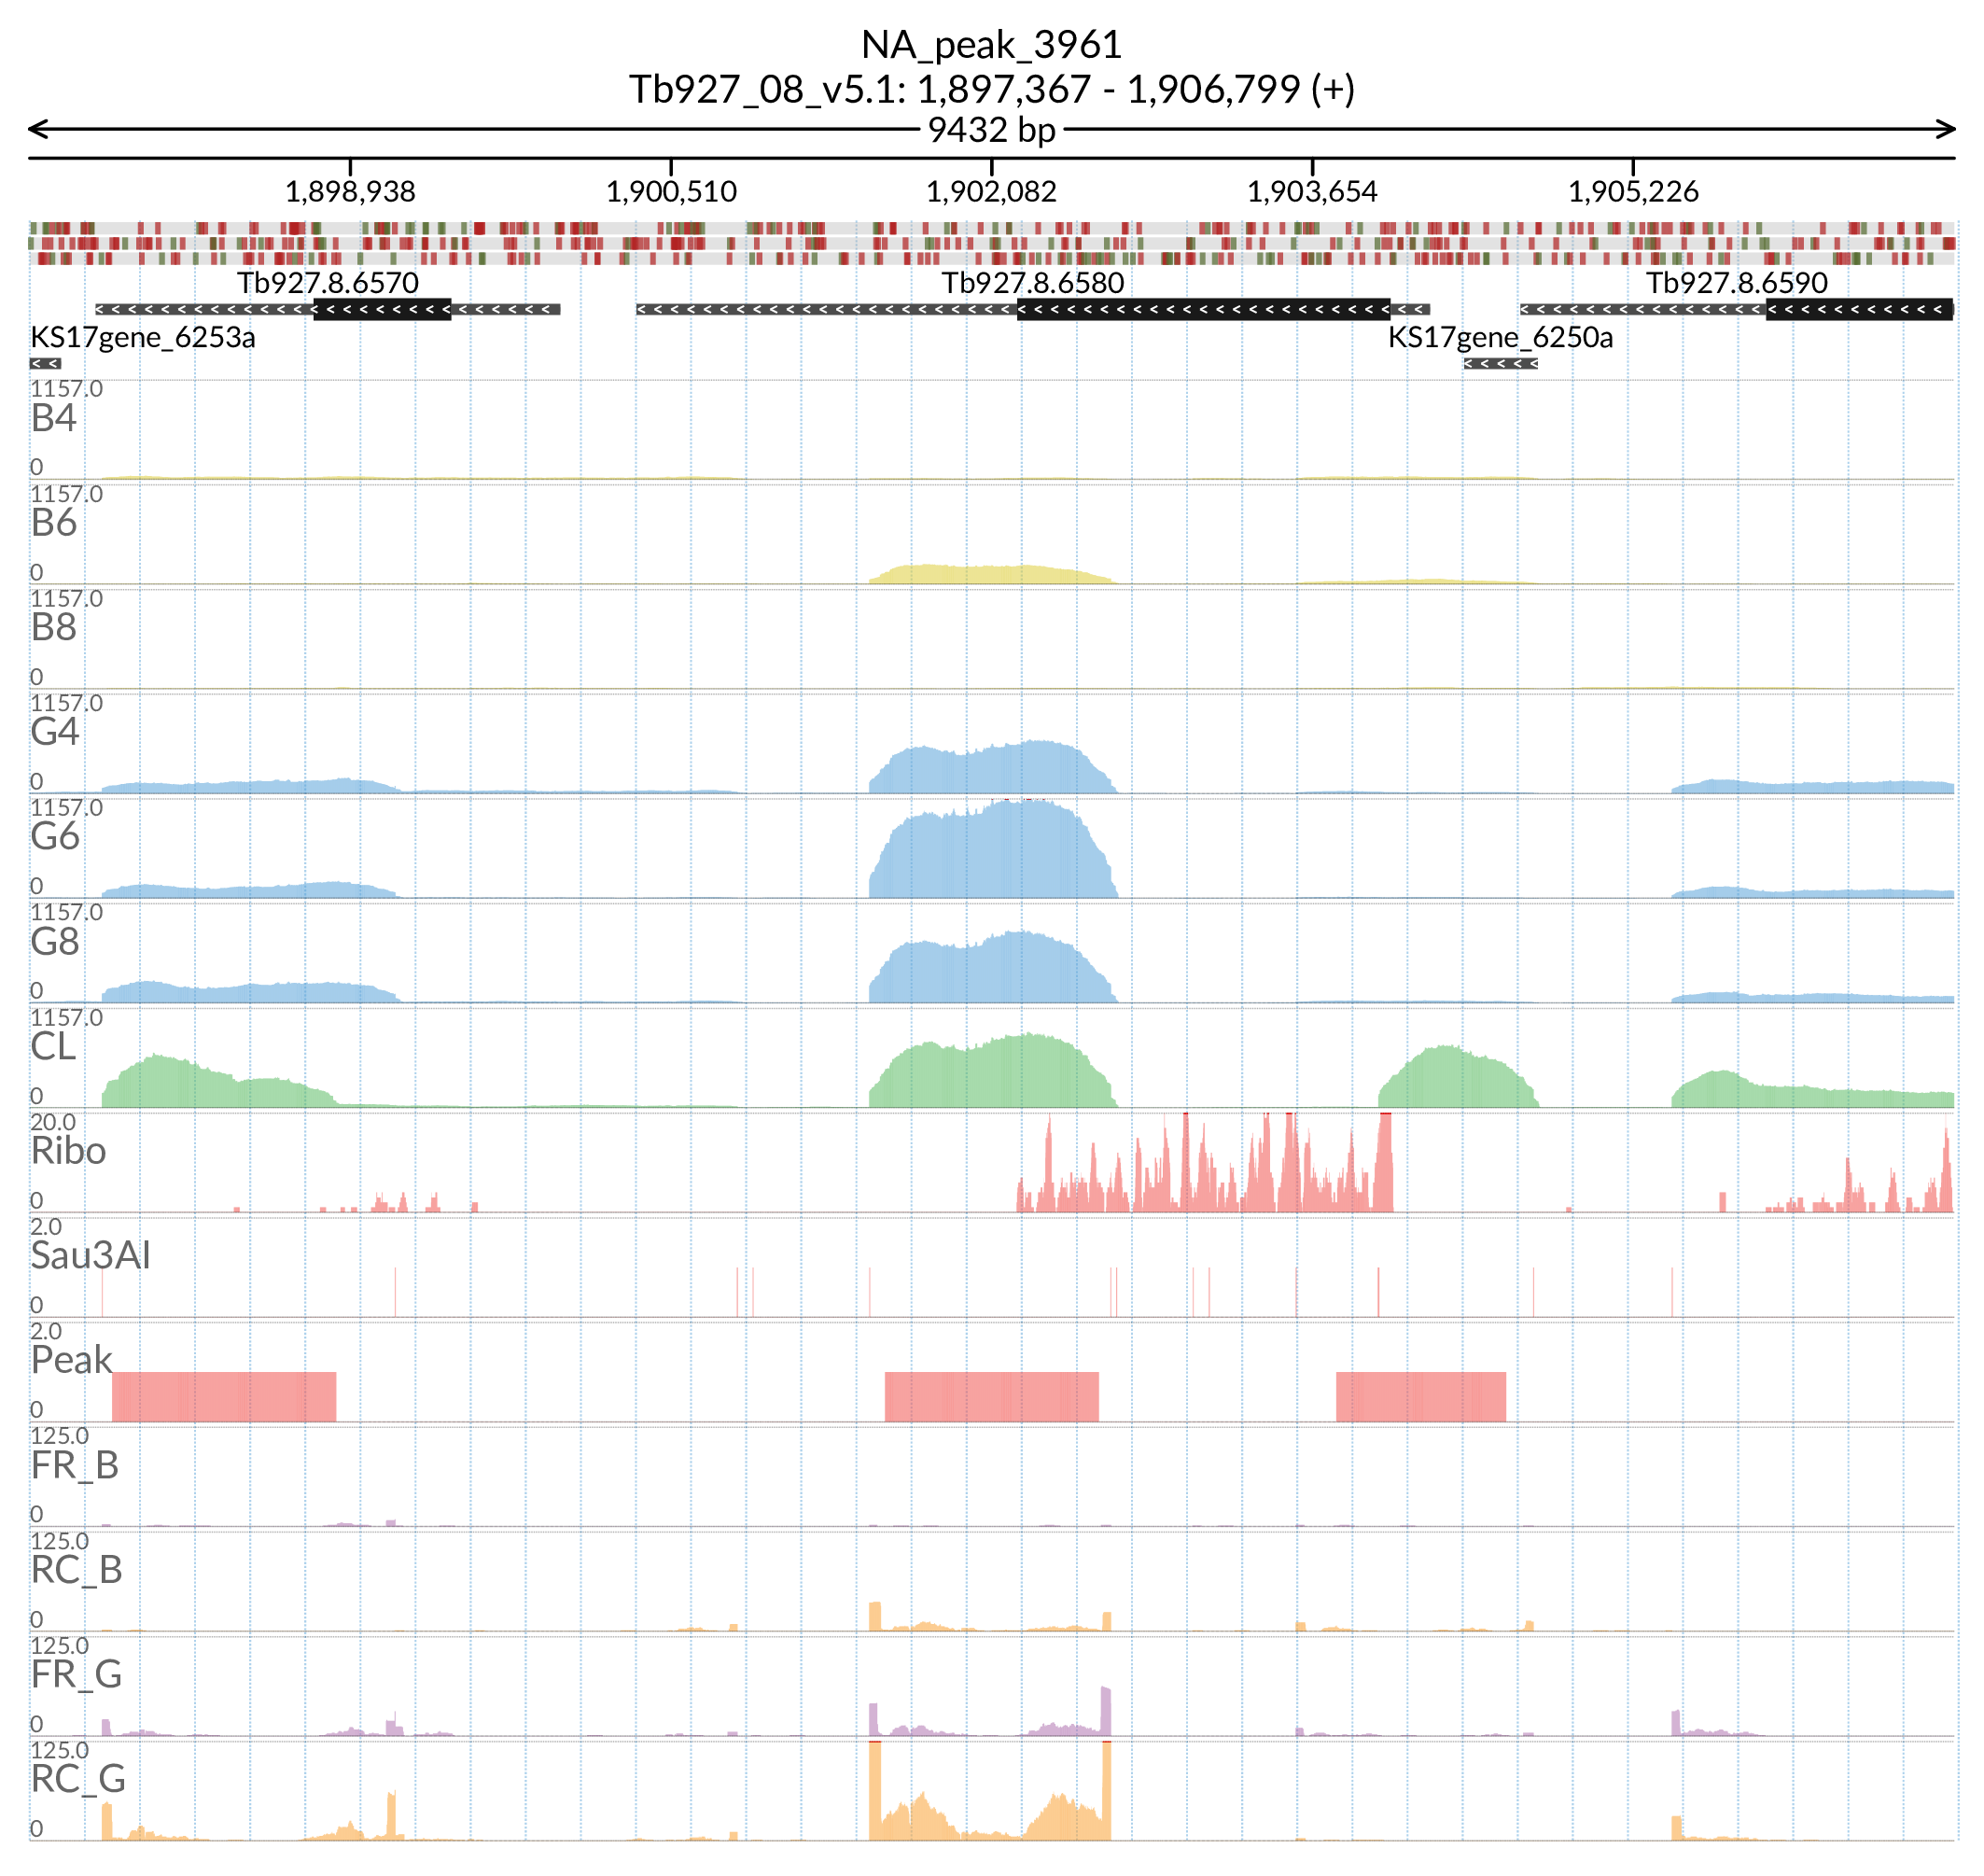 NA_peak_3961
Tb927_08_v5.1: 1,897,367 - 1,906,799 (+)
9432 bp
1,898,938 1,900,510 1,902,082 1,903,654 1,905,226
Tb927.8.6570 Tb927.8.6580 Tb927.8.6590
KS17gene_6253a KS17gene_6250a
1157.0
B4
0
1157.0
B6
0
1157.0
B8
0
1157.0
G4
0
1157.0
G6
0
1157.0
G8
0
1157.0
CL
0
20.0
Ribo
0
2.0
Sau3AI
0
2.0
Peak
0
125.0
FR_B
0
125.0
RC_B
0
125.0
FR_G
0
125.0
RC_G
0